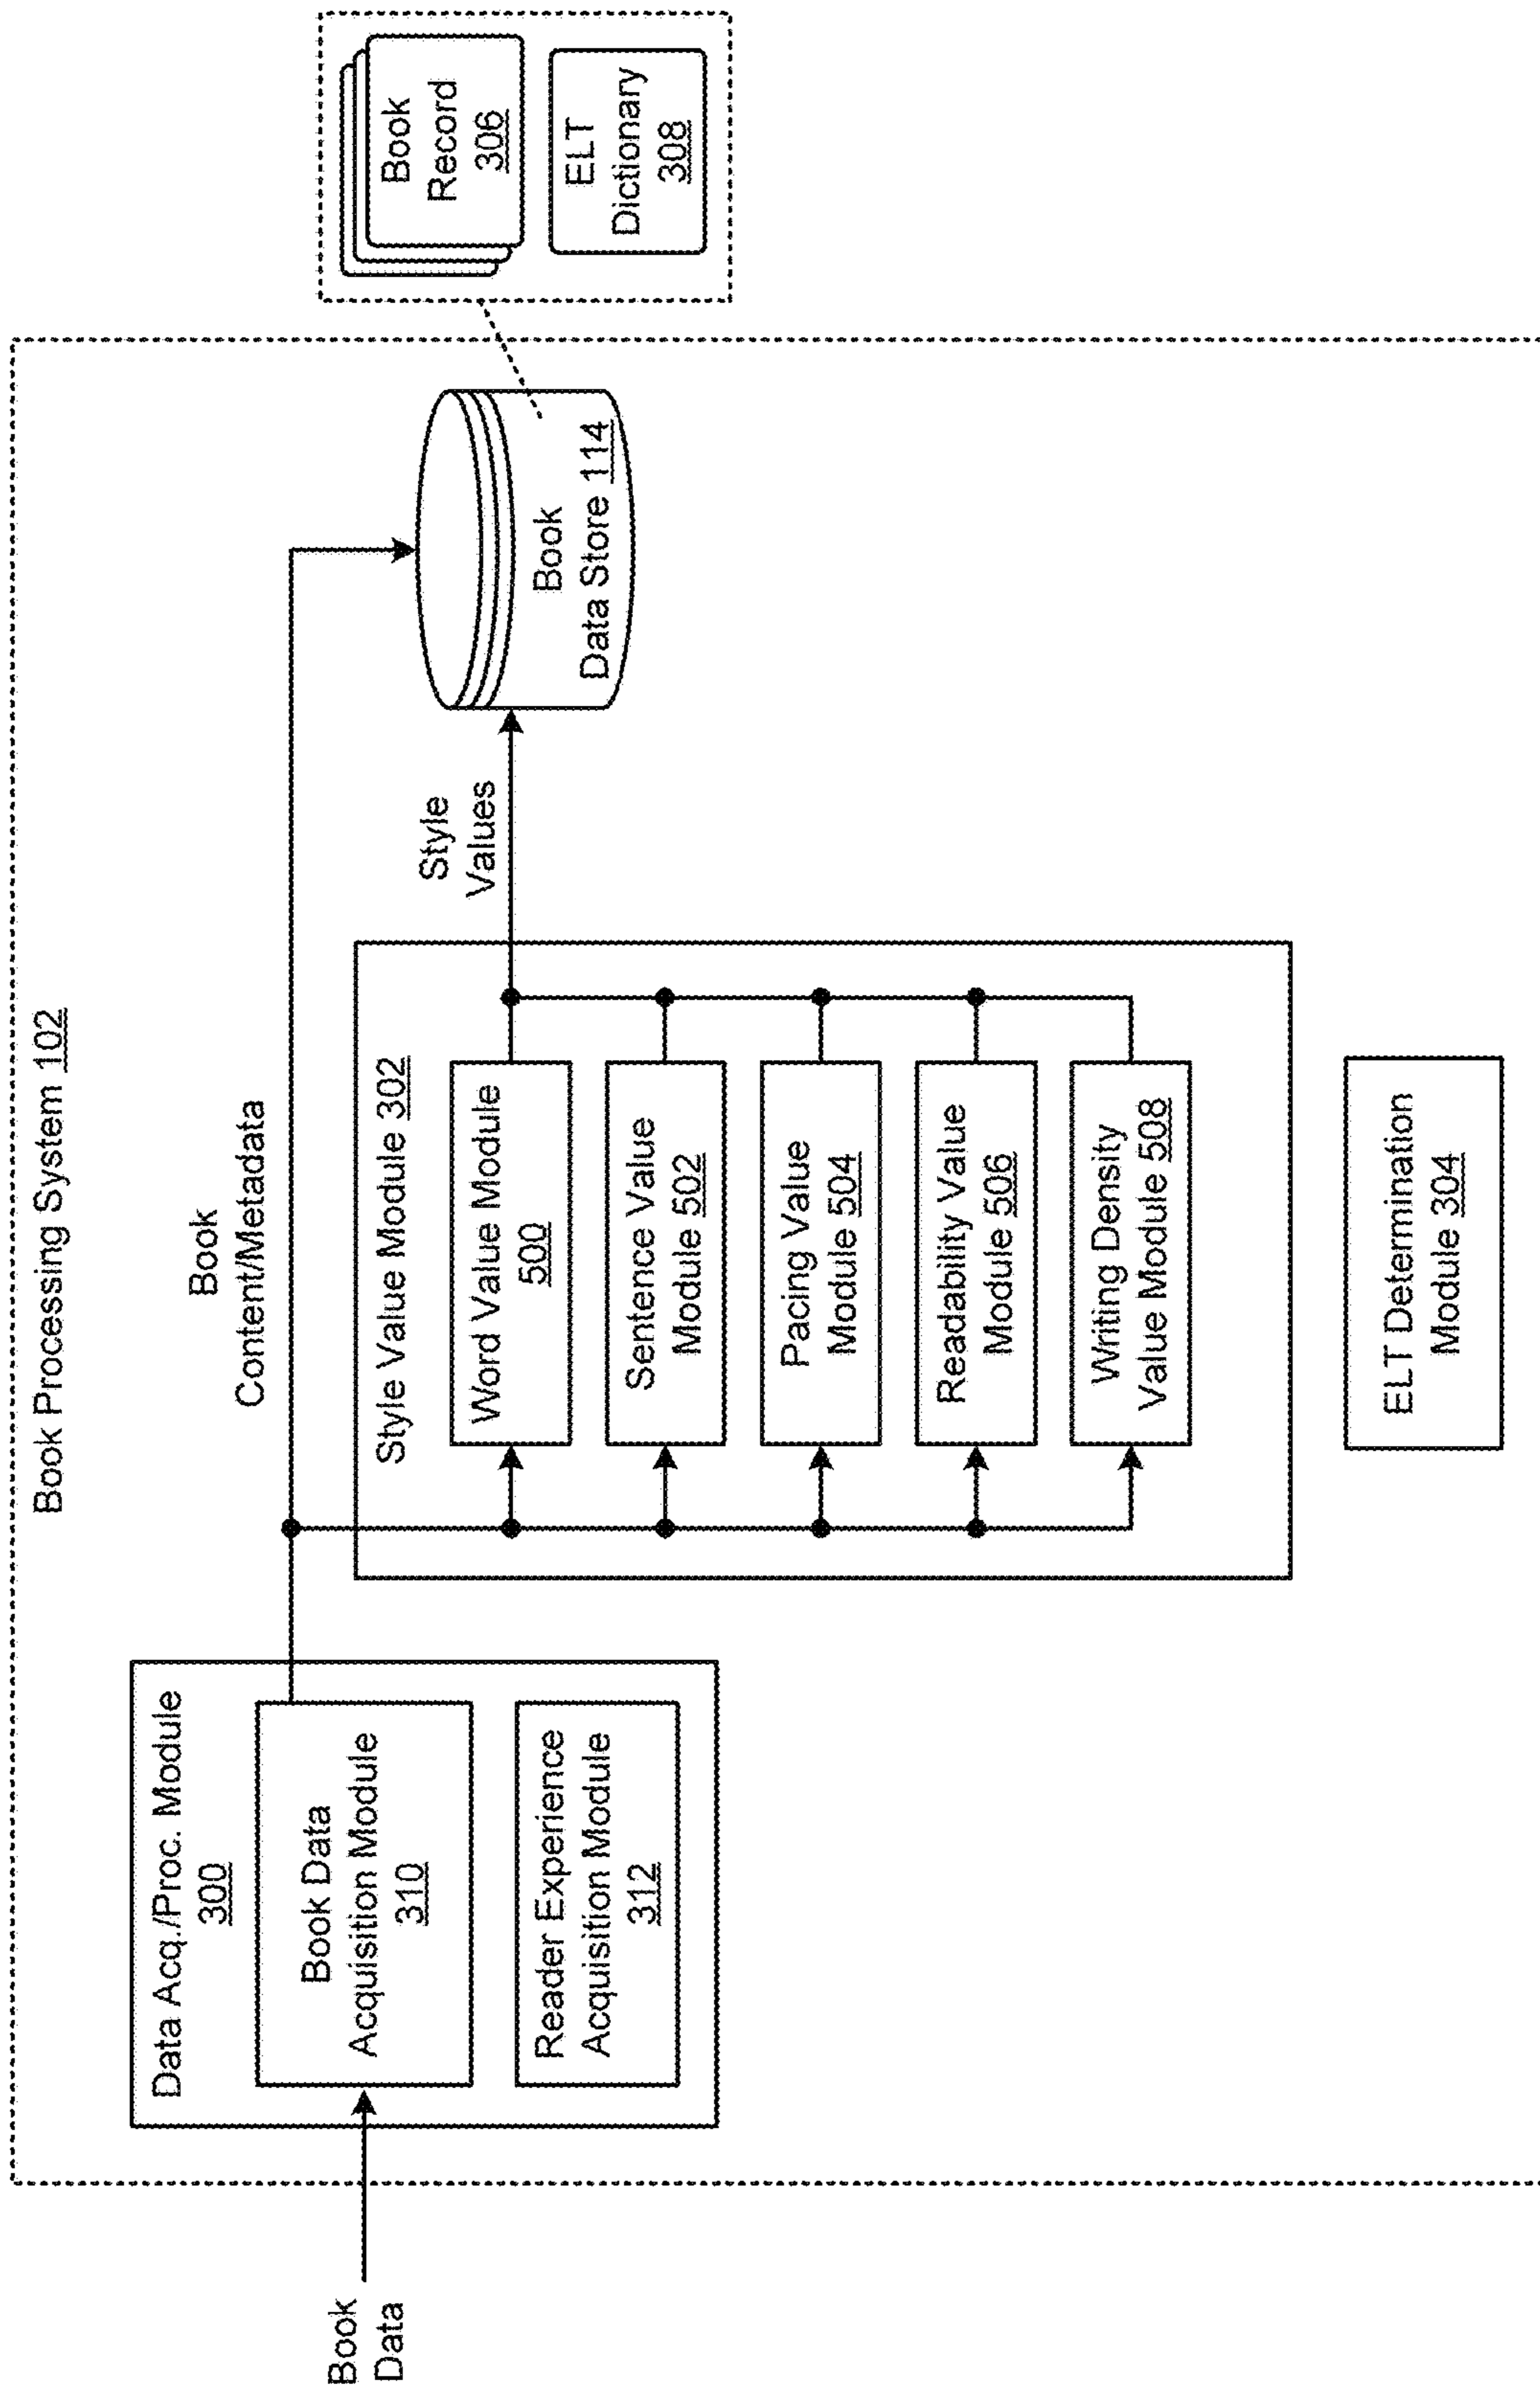 Book Processing System 102
Book
Data
Data Acq./Proc. Module
300
Book Data
Acquisition Module
310
Reader Experience
Acquisition Module
312
Book
Content/Metadata
Style Value Module 302
Word Value Module
500
Sentence Value
Module 502
Pacing Value
Module 504
Readability Value
Module 506
Writing Density
Value Module 508
ELT Determination
Module 304
Style
Values
Book
Data Store 114
Book
Record
306
ELT
Dictionary
308